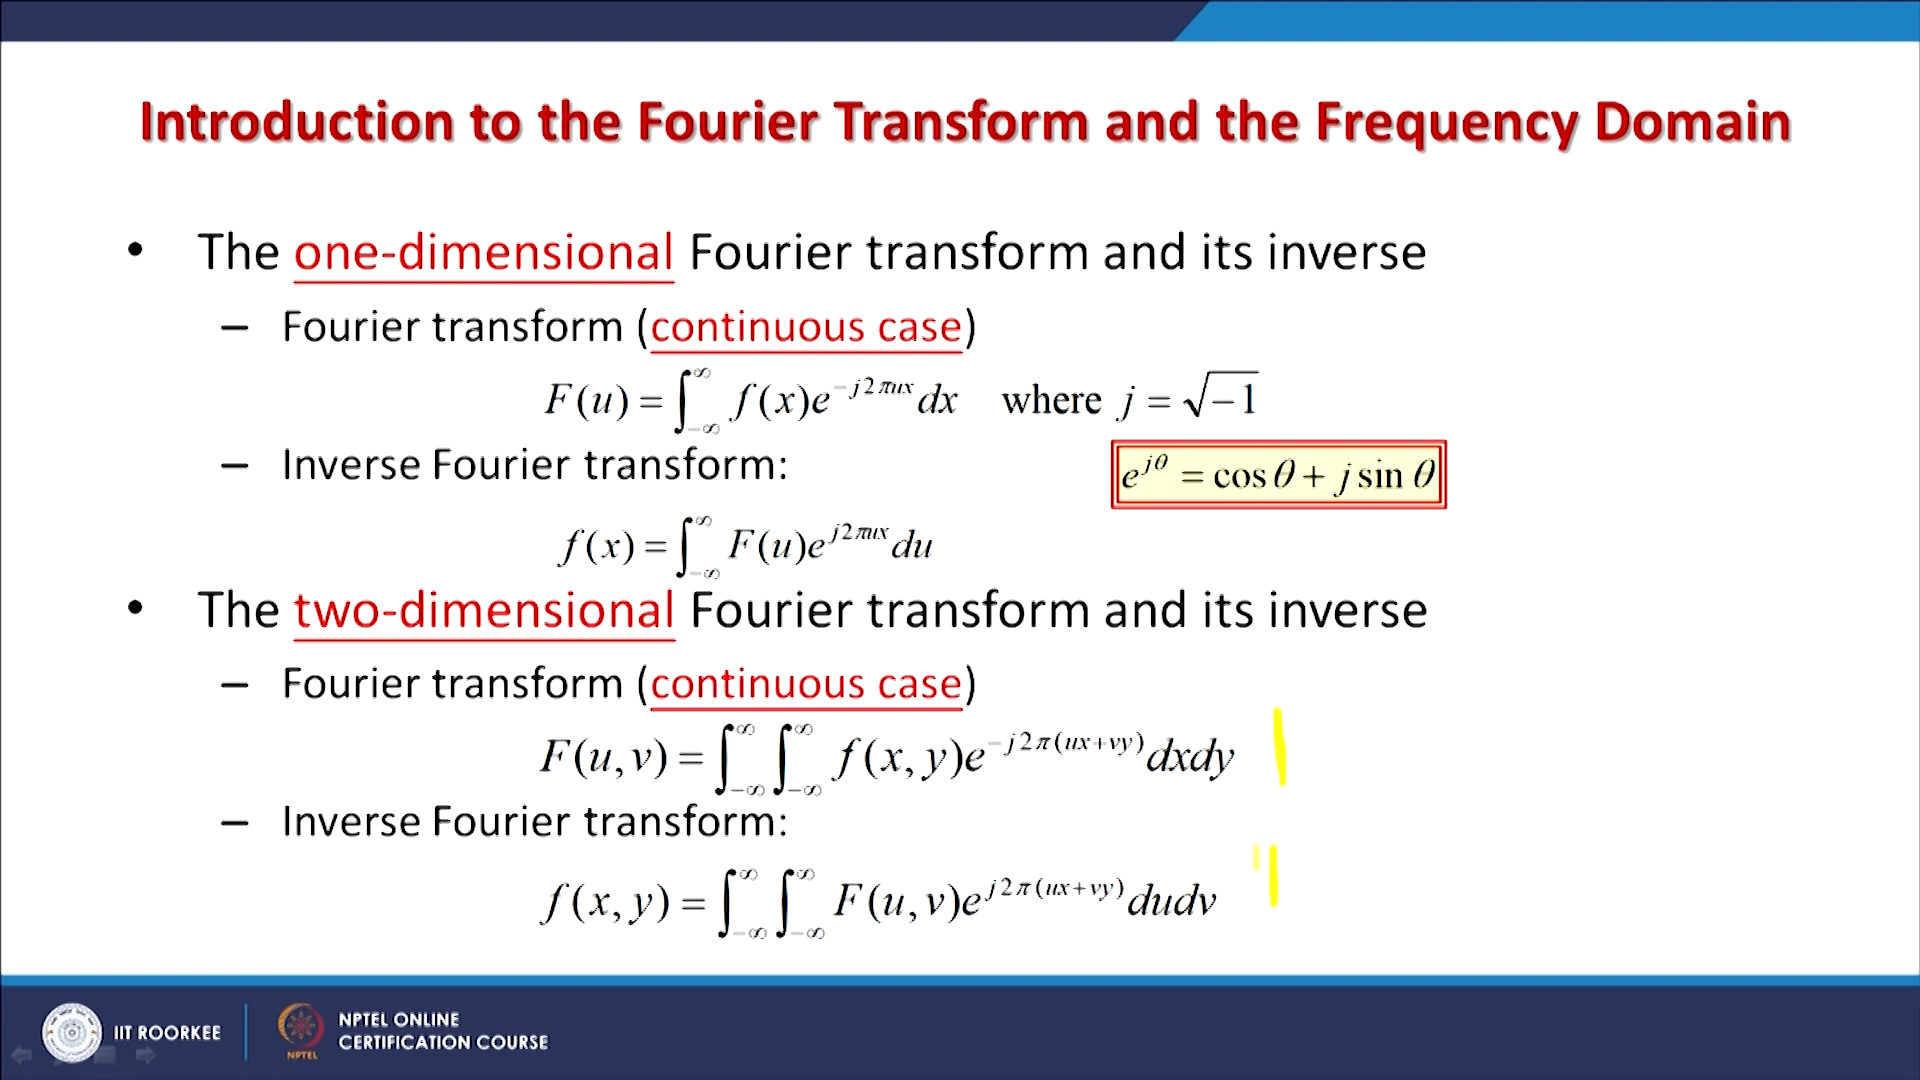 Introduction to the Fourier Transform and the Frequency Domain
• The one-dimensional Fourier transform and its inverse
– Fourier transform (continuous case)
F(u) = ∫_{-∞}^{∞} f(x)e^{-j2πux} dx where j = √-1
– Inverse Fourier transform:
e^{jθ} = cos θ + j sin θ
f(x) = ∫_{-∞}^{∞} F(u)e^{j2πux} du
• The two-dimensional Fourier transform and its inverse
– Fourier transform (continuous case)
F(u,v) = ∫_{-∞}^{∞} ∫_{-∞}^{∞} f(x,y)e^{-j2π(ux+vy)} dxdy
– Inverse Fourier transform:
f(x,y) = ∫_{-∞}^{∞} ∫_{-∞}^{∞} F(u,v)e^{j2π(ux+vy)} dudv
IIT ROORKEE
NPTEL
NPTEL ONLINE
CERTIFICATION COURSE